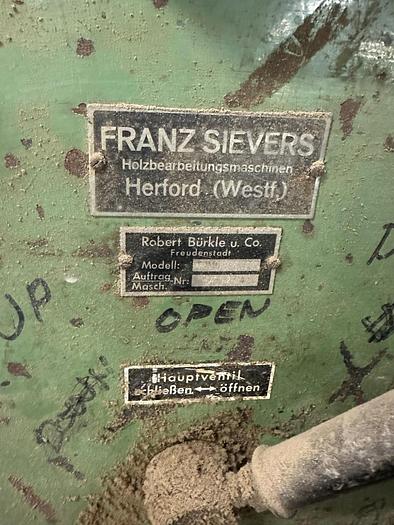 FRANZ SIEVERS
Holzbearbeitungsmaschinen
Herford (Westf.)
Robert Bürkle u. Co.
Freudenstadt
Modell:
Auftrag
Masch. Nr:
UP
OPEN
Hauptventil
schließen ↔ öffnen